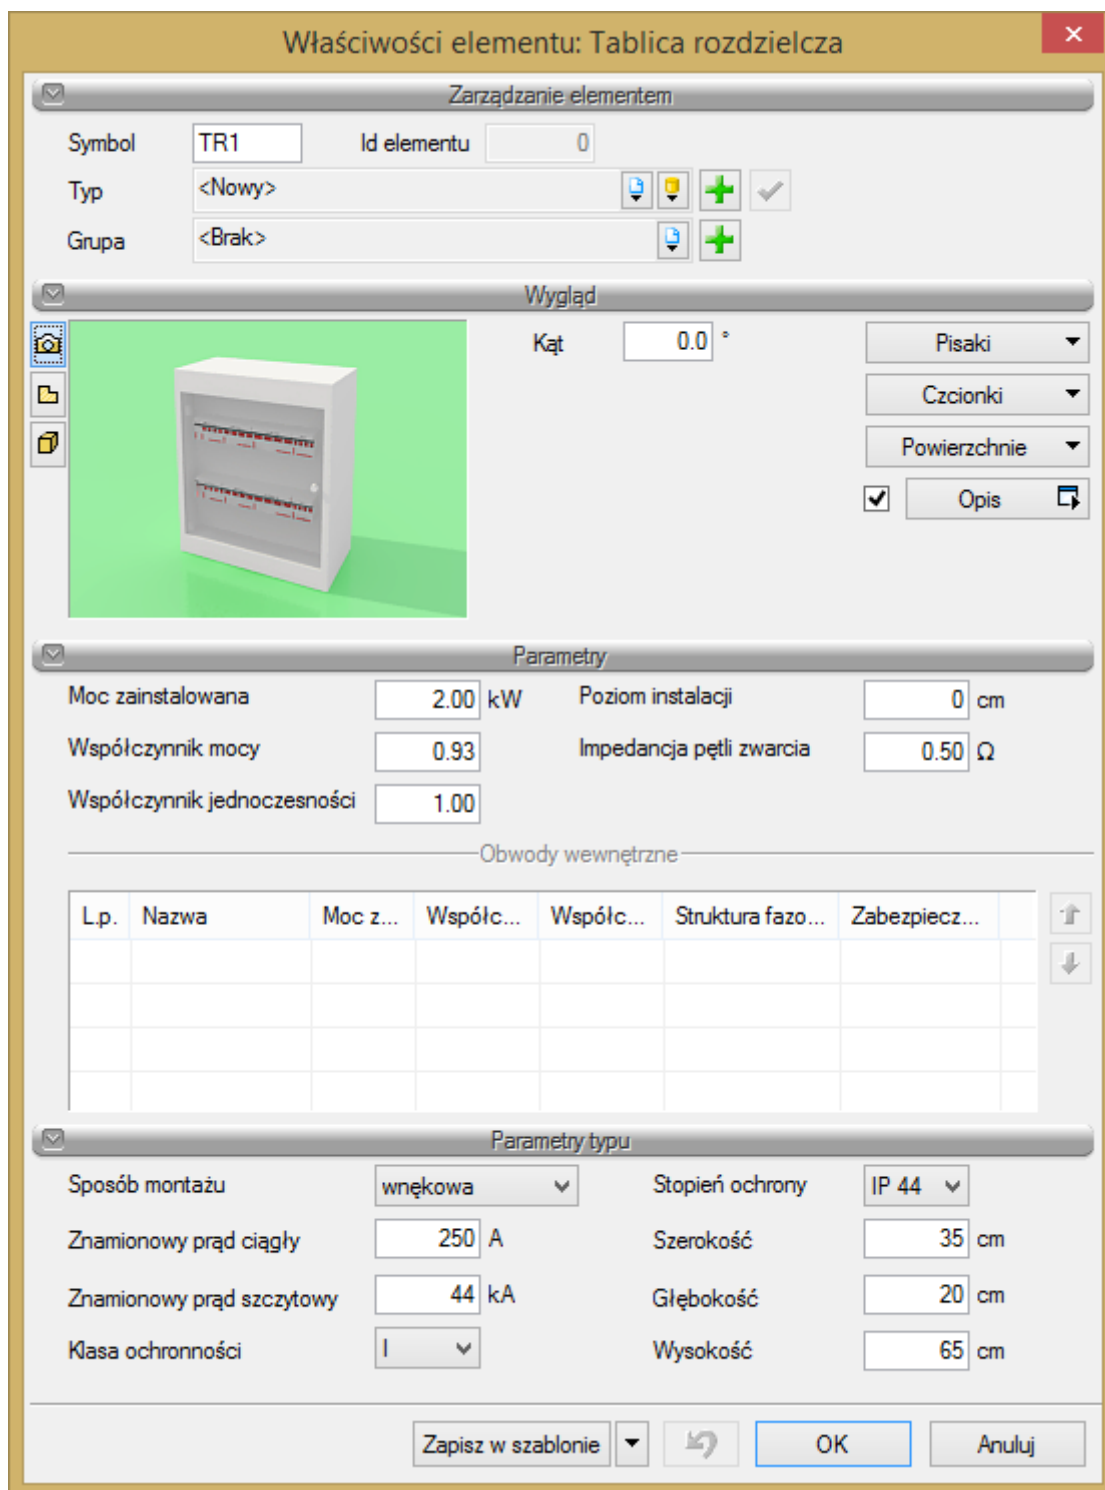 Właściwości elementu: Tablica rozdzielcza
Zarządzanie elementem
Symbol TR1 Id elementu 0
Typ <Nowy>
Grupa <Brak>
Wygląd
Kąt 0.0 ° Pisaki
Czcionki
Powierzchnie
Opis
Parametry
Moc zainstalowana 2.00 kW Poziom instalacji 0 cm
Współczynnik mocy 0.93 Impedancja pętli zwarcia 0.50 Ω
Współczynnik jednoczesności 1.00
Obwody wewnętrzne
L.p. Nazwa Moc z... Współc... Współc... Struktura fazo... Zabezpiecz...
Parametry typu
Sposób montażu wnękowa Stopień ochrony IP 44
Znamionowy prąd ciągły 250 A Szerokość 35 cm
Znamionowy prąd szczytowy 44 kA Głębokość 20 cm
Klasa ochronności I Wysokość 65 cm
Zapisz w szablonie OK Anuluj